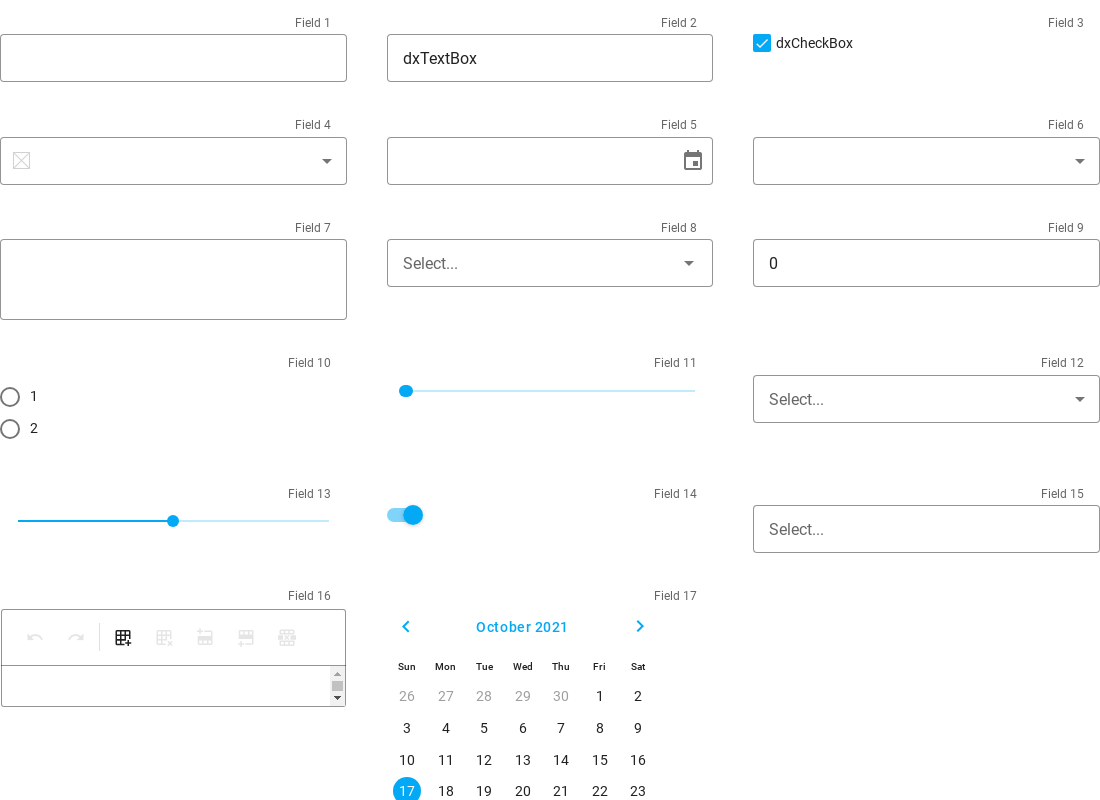 Field 1 Field 2 Field 3
dxTextBox dxCheckBox
Field 4 Field 5 Field 6
Field 7 Field 8 Field 9
Select... 0
Field 10 Field 11 Field 12
1
Select...
2
Field 13 Field 14 Field 15
Select...
Field 16 Field 17
October 2021
Sun Mon Tue Wed Thu Fri Sat
26 27 28 29 30 1 2
3 4 5 6 7 8 9
10 11 12 13 14 15 16
17 18 19 20 21 22 23